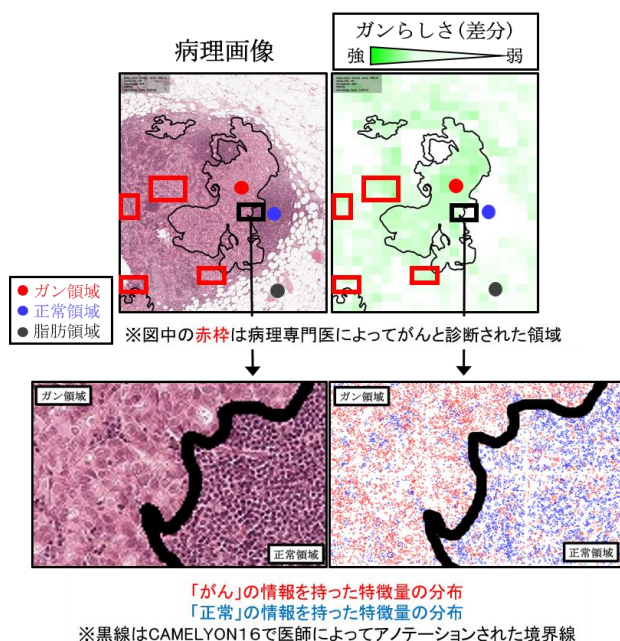 病理画像
ガンらしさ(差分)
強 弱
ガン領域
正常領域
脂肪領域
※図中の赤枠は病理専門医によってがんと診断された領域
ガン領域
正常領域
ガン領域
正常領域
「がん」の情報を持った特徴量の分布
「正常」の情報を持った特徴量の分布
※黒線はCAMELYON16で医師によってアノテーションされた境界線